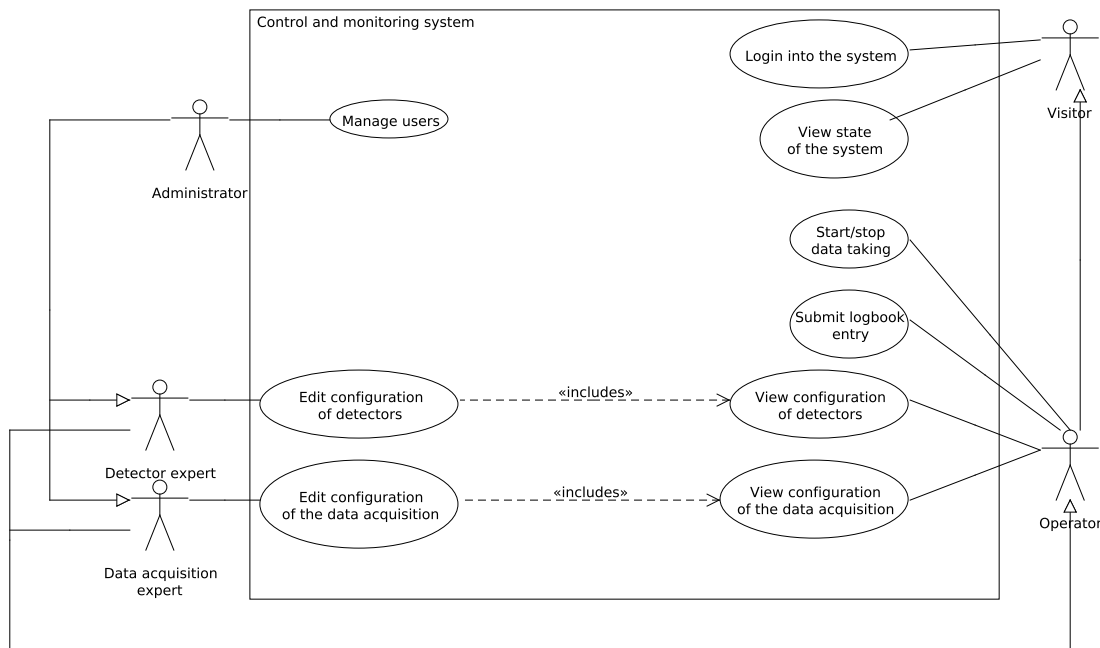 Control and monitoring system
Login into the system
Visitor
Manage users
View state
of the system
Administrator
Start/stop
data taking
Submit logbook
entry
Edit configuration
of detectors
«includes»
View configuration
of detectors
Detector expert
Edit configuration
of the data acquisition
«includes»
View configuration
of the data acquisition
Operator
Data acquisition
expert